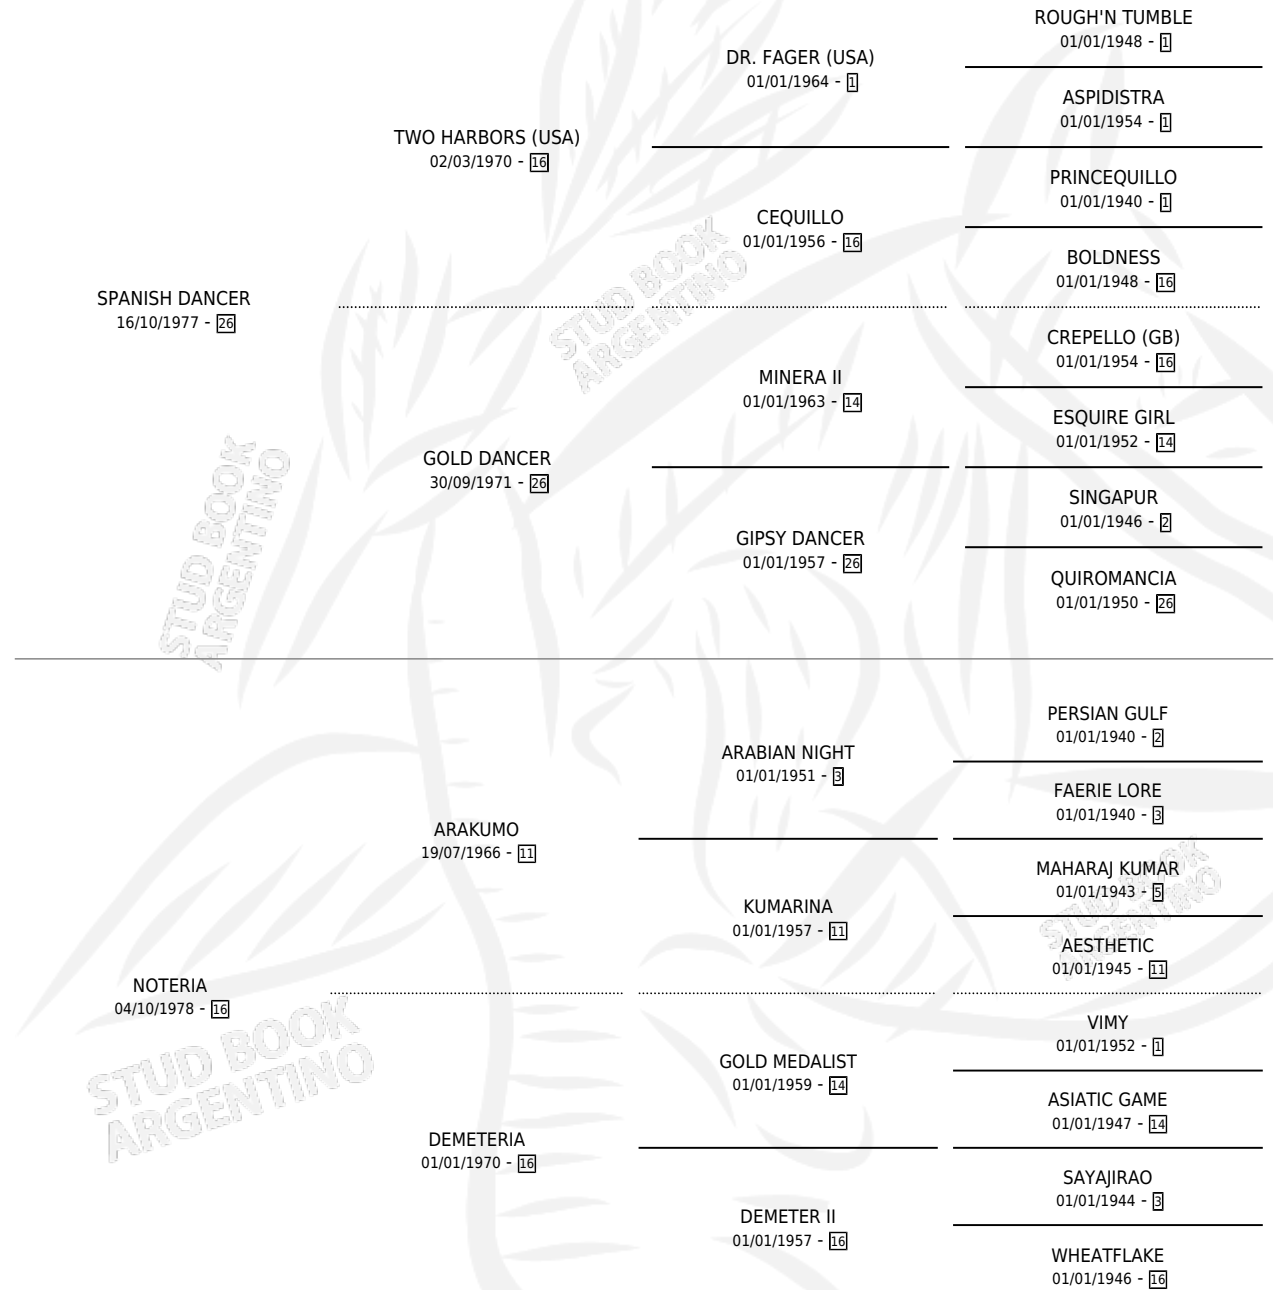 ROUGH'N TUMBLE
01/01/1948 - 1
DR. FAGER (USA)
01/01/1964 - 1
ASPIDISTRA
01/01/1954 - 1
TWO HARBORS (USA)
02/03/1970 - 16
PRINCEQUILLO
01/01/1940 - 1
CEQUILLO
01/01/1956 - 16
BOLDNESS
01/01/1948 - 16
SPANISH DANCER
16/10/1977 - 26
STUD BOOK
ARGENTINO
CREPELLO (GB)
01/01/1954 - 16
MINERA II
01/01/1963 - 14
ESQUIRE GIRL
01/01/1952 - 14
GOLD DANCER
30/09/1971 - 26
SINGAPUR
01/01/1946 - 2
GIPSY DANCER
01/01/1957 - 26
QUIROMANCIA
01/01/1950 - 26
STUD BOOK
ARGENTINO
PERSIAN GULF
01/01/1940 - 2
ARABIAN NIGHT
01/01/1951 - 3
FAERIE LORE
01/01/1940 - 3
ARAKUMO
19/07/1966 - 11
MAHARAJ KUMAR
01/01/1943 - 5
KUMARINA
01/01/1957 - 11
STUD BOOK
ARGENTINO
AESTHETIC
01/01/1945 - 11
NOTERIA
04/10/1978 - 16
VIMY
01/01/1952 - 1
GOLD MEDALIST
01/01/1959 - 14
STUD BOOK
ARGENTINO
ASIATIC GAME
01/01/1947 - 14
DEMETERIA
01/01/1970 - 16
SAYAJIRAO
01/01/1944 - 3
DEMETER II
01/01/1957 - 16
WHEATFLAKE
01/01/1946 - 16